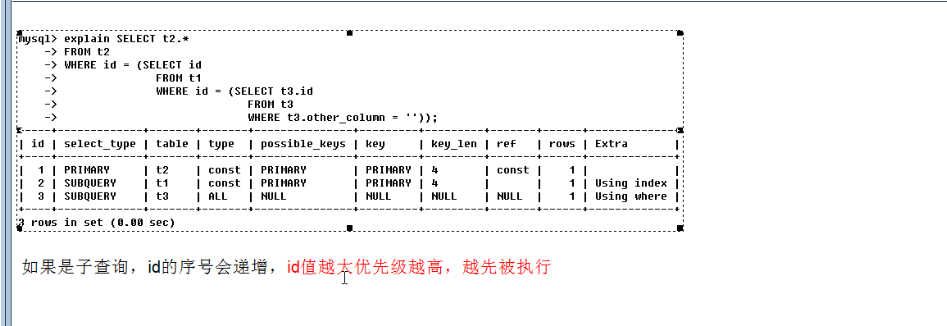 mysql> explain SELECT t2.*
-> FROM t2
-> WHERE id = (SELECT id
-> FROM t1
-> WHERE id = (SELECT t3.id
-> FROM t3
-> WHERE t3.other_column = ''));
| id | select_type | table | type | possible_keys | key | key_len | ref | rows | Extra |
| 1 | PRIMARY | t2 | const | PRIMARY | PRIMARY | 4 | const | 1 | |
| 2 | SUBQUERY | t1 | const | PRIMARY | PRIMARY | 4 | | 1 | Using index |
| 3 | SUBQUERY | t3 | ALL | NULL | NULL | NULL | NULL | 1 | Using where |
3 rows in set (0.00 sec)
如果是子查询，id的序号会递增，id值越大优先级越高，越先被执行